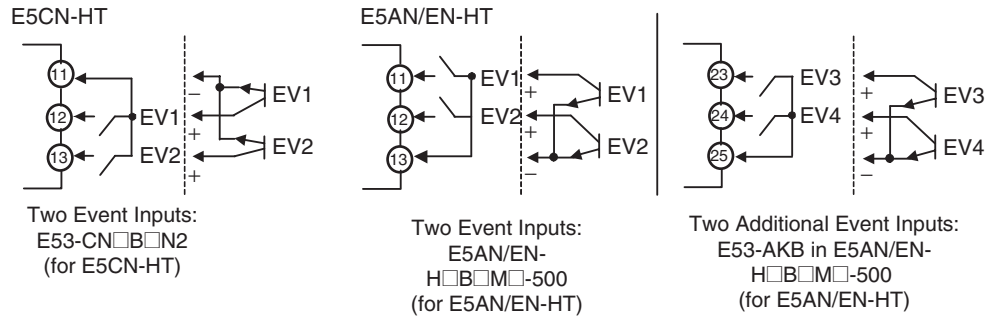 E5CN-HT
11
12
13
EV1
EV2
−
+
+
EV1
EV2
Two Event Inputs:
E53-CN□B□N2
(for E5CN-HT)
E5AN/EN-HT
11
12
13
EV1
EV2
+
+
−
EV1
EV2
Two Event Inputs:
E5AN/EN-
H□B□M□-500
(for E5AN/EN-HT)
23
24
25
EV3
EV4
+
+
−
EV3
EV4
Two Additional Event Inputs:
E53-AKB in E5AN/EN-
H□B□M□-500
(for E5AN/EN-HT)